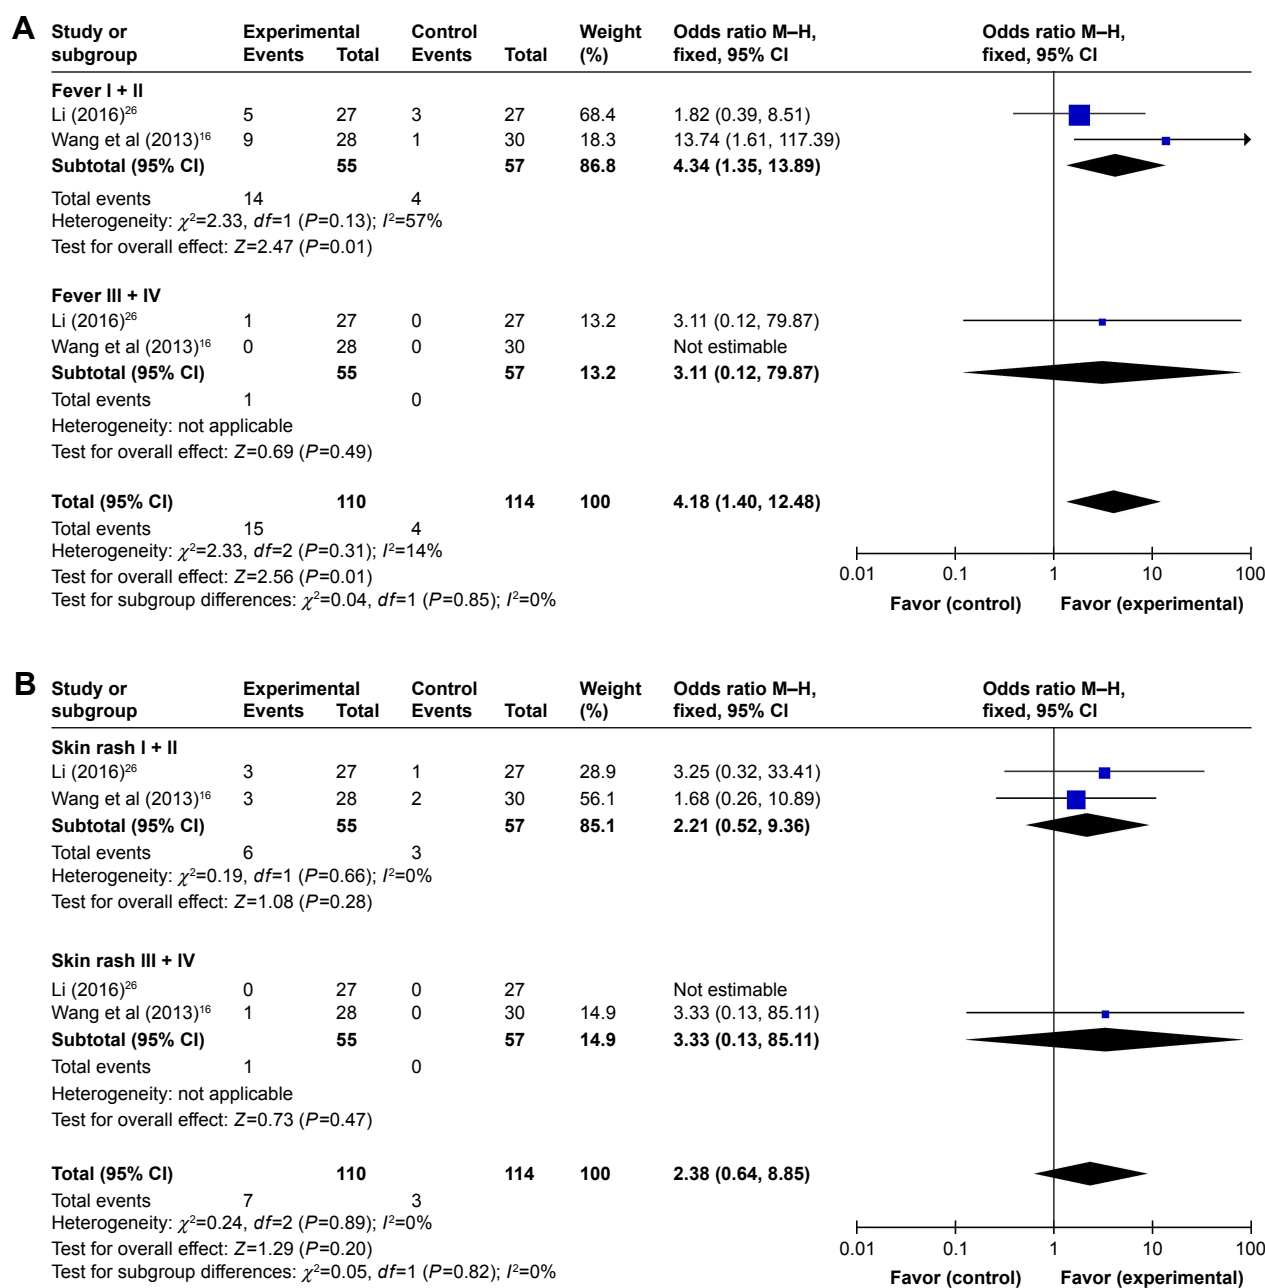 A
Study or Experimental Control Weight Odds ratio M–H, Odds ratio M–H,
subgroup Events Total Events Total (%) fixed, 95% CI fixed, 95% CI
Fever I + II
Li (2016)26 5 27 3 27 68.4 1.82 (0.39, 8.51)
Wang et al (2013)16 9 28 1 30 18.3 13.74 (1.61, 117.39)
Subtotal (95% CI) 55 57 86.8 4.34 (1.35, 13.89)
Total events 14 4
Heterogeneity: χ2=2.33, df=1 (P=0.13); I2=57%
Test for overall effect: Z=2.47 (P=0.01)
Fever III + IV
Li (2016)26 1 27 0 27 13.2 3.11 (0.12, 79.87)
Wang et al (2013)16 0 28 0 30 Not estimable
Subtotal (95% CI) 55 57 13.2 3.11 (0.12, 79.87)
Total events 1 0
Heterogeneity: not applicable
Test for overall effect: Z=0.69 (P=0.49)
Total (95% CI) 110 114 100 4.18 (1.40, 12.48)
Total events 15 4
Heterogeneity: χ2=2.33, df=2 (P=0.31); I2=14%
Test for overall effect: Z=2.56 (P=0.01)
Test for subgroup differences: χ2=0.04, df=1 (P=0.85); I2=0%
0.01 0.1 1 10 100
Favor (control) Favor (experimental)
B
Study or Experimental Control Weight Odds ratio M–H, Odds ratio M–H,
subgroup Events Total Events Total (%) fixed, 95% CI fixed, 95% CI
Skin rash I + II
Li (2016)26 3 27 1 27 28.9 3.25 (0.32, 33.41)
Wang et al (2013)16 3 28 2 30 56.1 1.68 (0.26, 10.89)
Subtotal (95% CI) 55 57 85.1 2.21 (0.52, 9.36)
Total events 6 3
Heterogeneity: χ2=0.19, df=1 (P=0.66); I2=0%
Test for overall effect: Z=1.08 (P=0.28)
Skin rash III + IV
Li (2016)26 0 27 0 27 Not estimable
Wang et al (2013)16 1 28 0 30 14.9 3.33 (0.13, 85.11)
Subtotal (95% CI) 55 57 14.9 3.33 (0.13, 85.11)
Total events 1 0
Heterogeneity: not applicable
Test for overall effect: Z=0.73 (P=0.47)
Total (95% CI) 110 114 100 2.38 (0.64, 8.85)
Total events 7 3
Heterogeneity: χ2=0.24, df=2 (P=0.89); I2=0%
Test for overall effect: Z=1.29 (P=0.20)
Test for subgroup differences: χ2=0.05, df=1 (P=0.82); I2=0%
0.01 0.1 1 10 100
Favor (control) Favor (experimental)